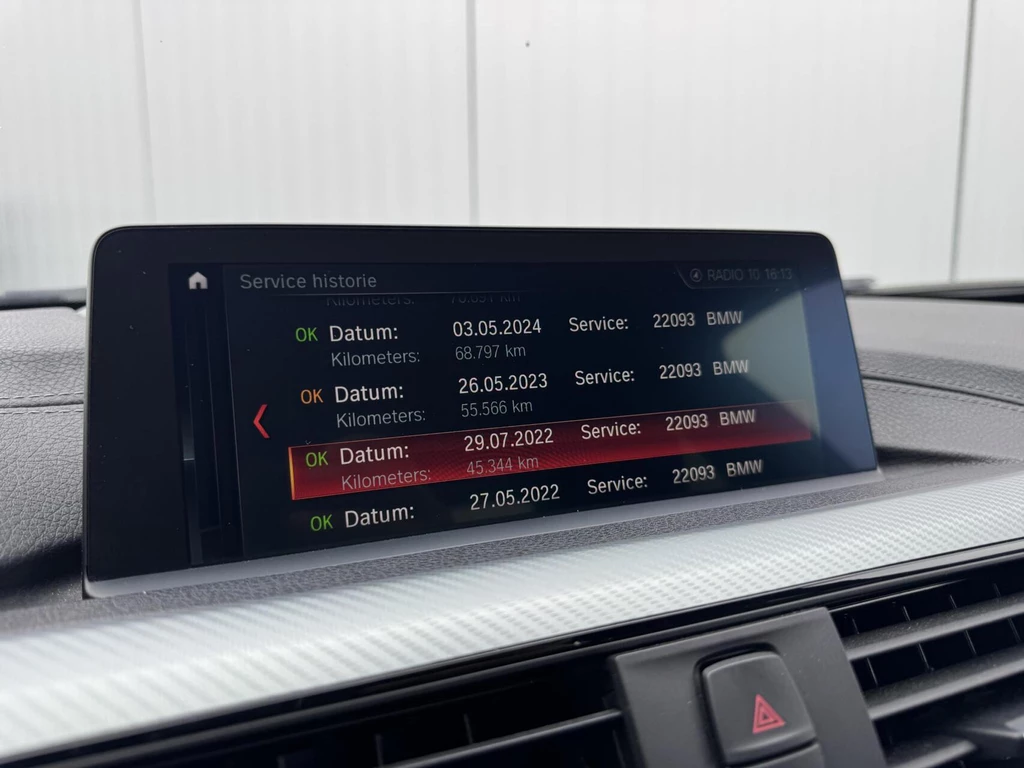 Service historie
RADIO 10 16:13
Kilometers:
OK Datum: 03.05.2024 Service: 22093 BMW
Kilometers: 68.797 km
OK Datum: 26.05.2023 Service: 22093 BMW
Kilometers: 55.566 km
OK Datum: 29.07.2022 Service: 22093 BMW
Kilometers: 45.344 km
OK Datum: 27.05.2022 Service: 22093 BMW